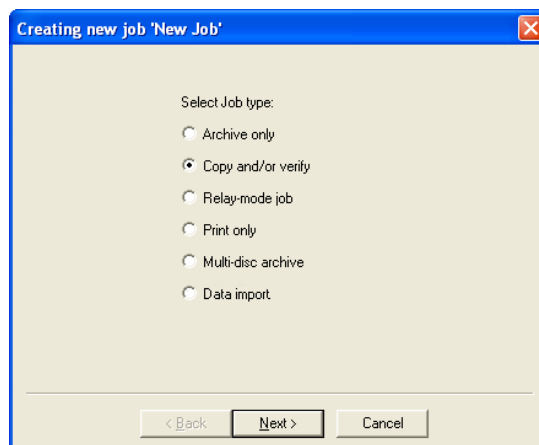 Creating new job 'New Job'
Select Job type:
Archive only
Copy and/or verify
Relay-mode job
Print only
Multi-disc archive
Data import
< Back
Next >
Cancel